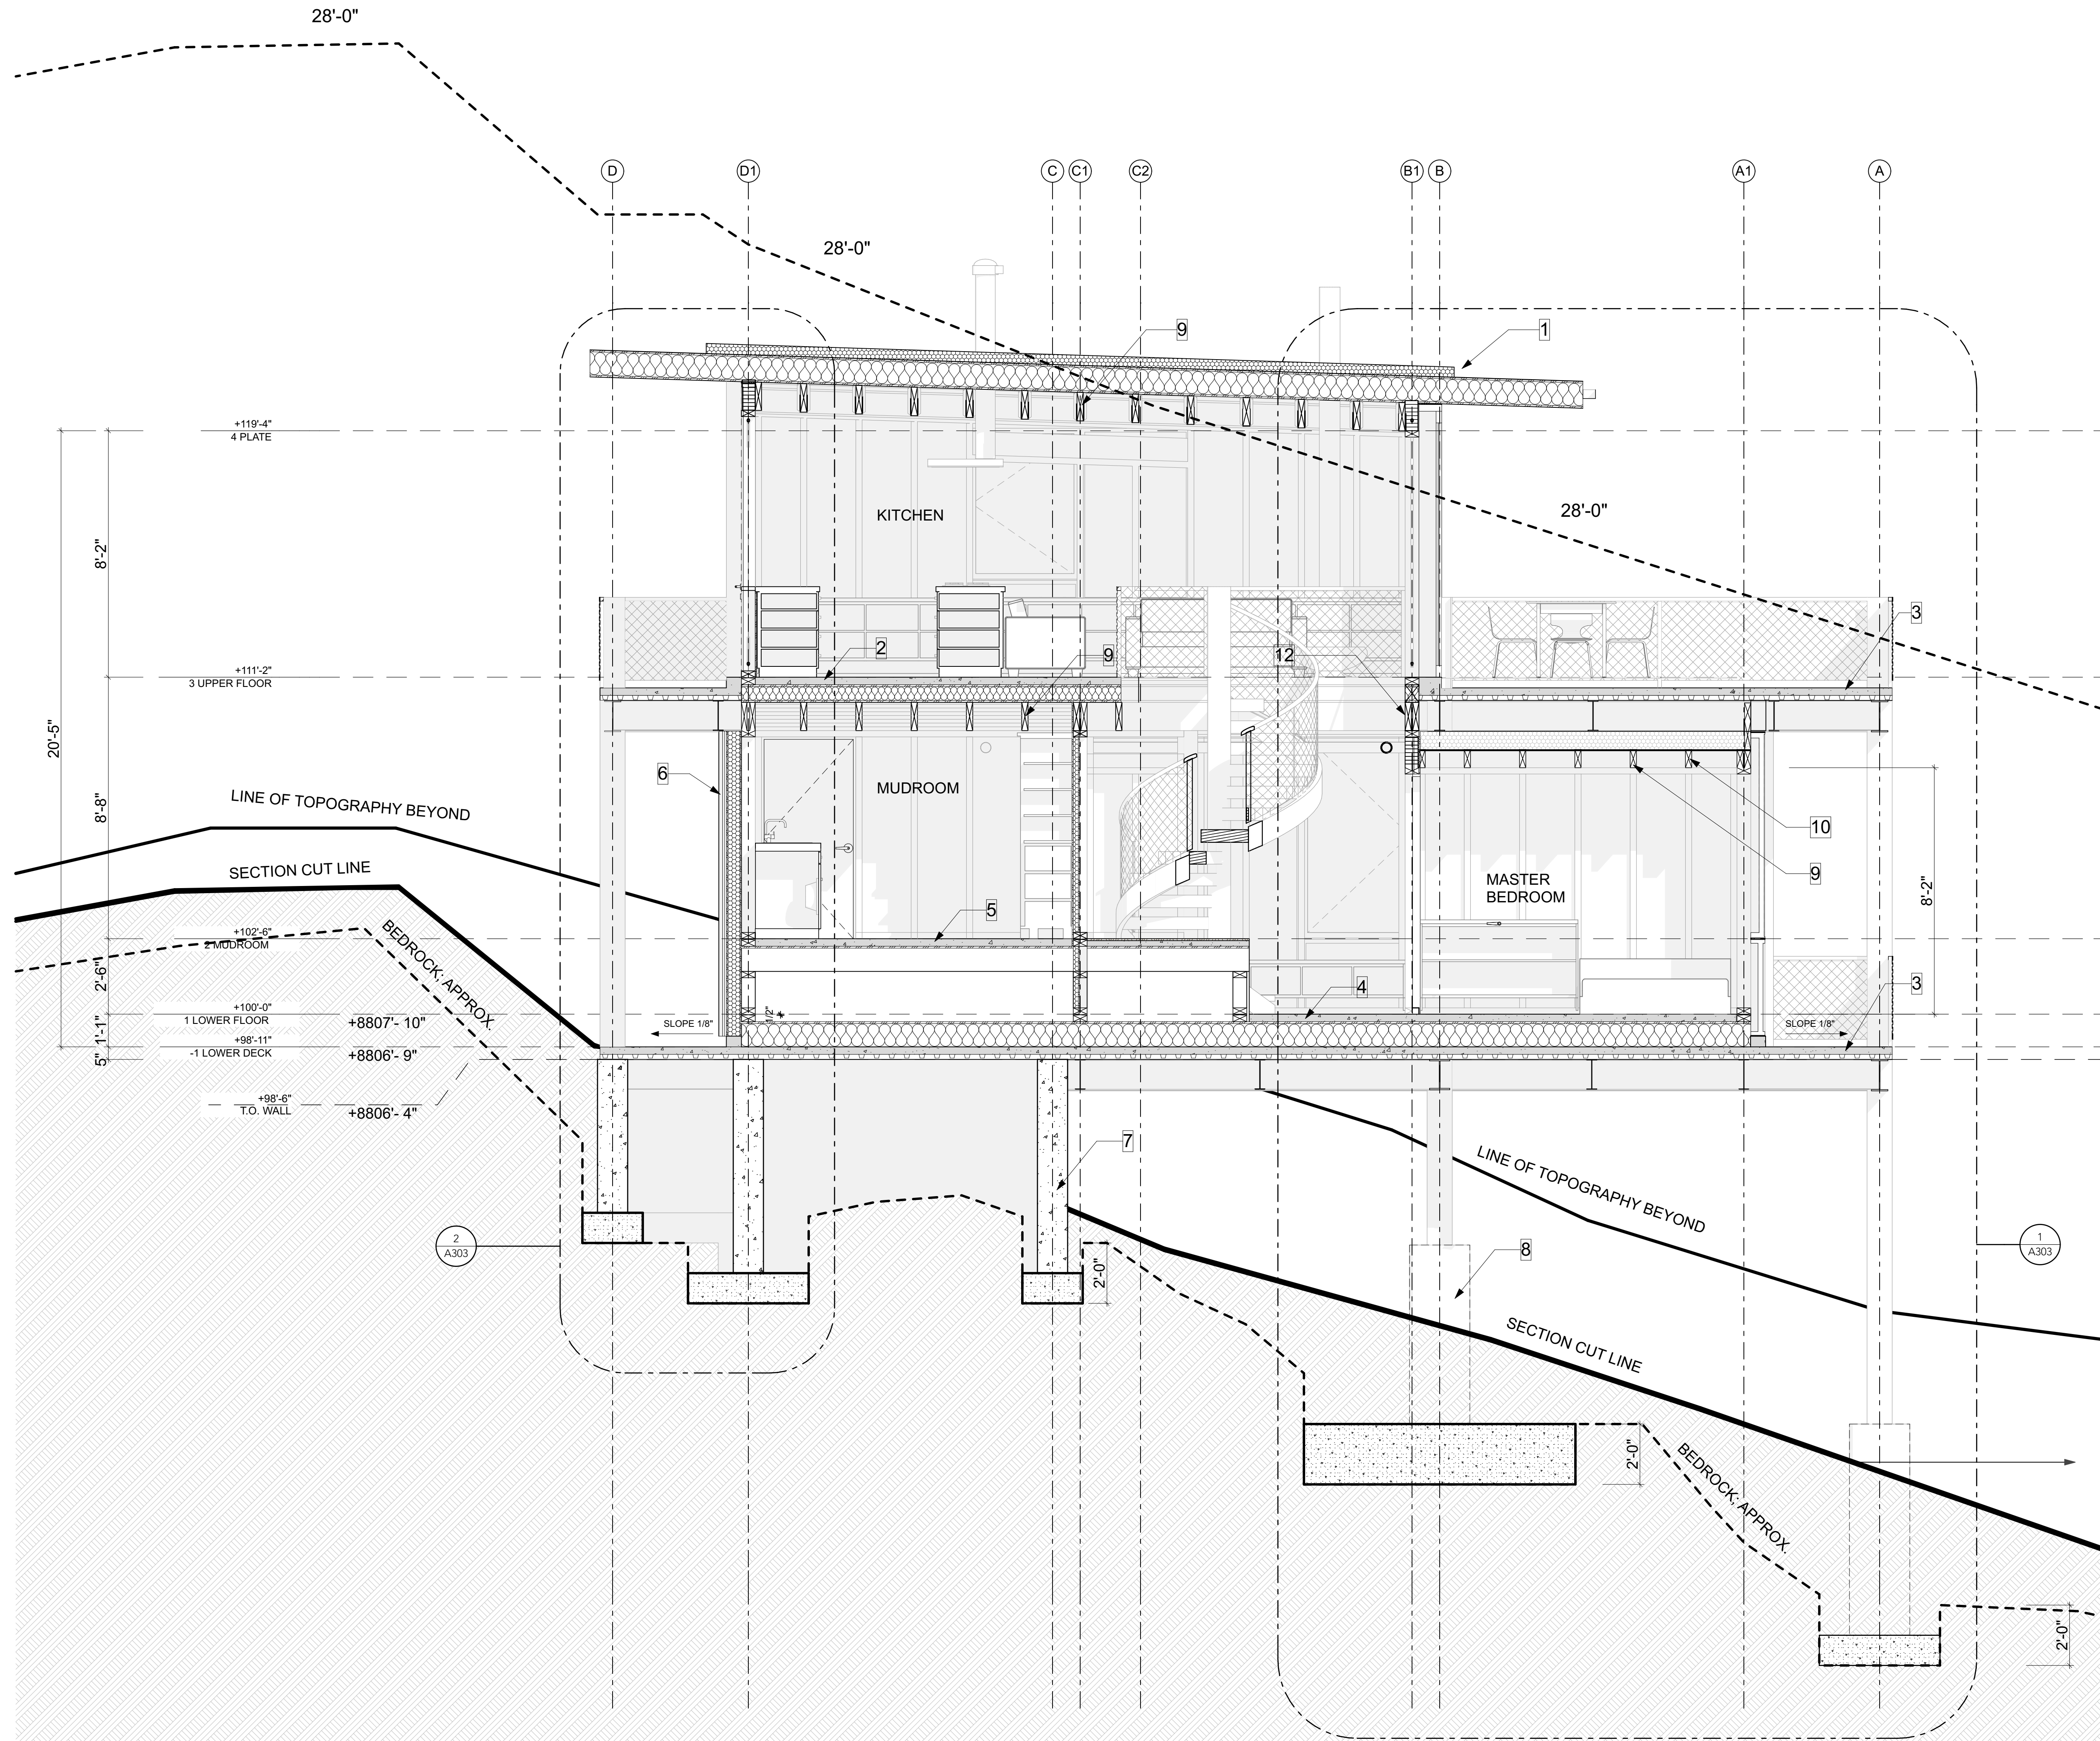 28'-0"
D
D1
C
C1
C2
B1
B
A1
A
28'-0"
9
1
+119'-4"
4 PLATE
28'-0"
KITCHEN
8'-2"
3
2
9
12
+111'-2"
3 UPPER FLOOR
20'-5"
6
MUDROOM
LINE OF TOPOGRAPHY BEYOND
8'-8"
10
SECTION CUT LINE
9
MASTER
BEDROOM
8'-2"
5
BEDROCK; APPROX.
+102'-6"
2 MUDROOM
2'-6"
4
3
+100'-0"
1 LOWER FLOOR
+8807'- 10"
SLOPE 1/8"
1/2"
SLOPE 1/8"
1'-1"
+98'-11"
-1 LOWER DECK
+8806'- 9"
5"
+98'-6"
T.O. WALL
+8806'- 4"
7
LINE OF TOPOGRAPHY BEYOND
2
A303
8
1
A303
2'-0"
SECTION CUT LINE
2'-0"
BEDROCK; APPROX.
2'-0"